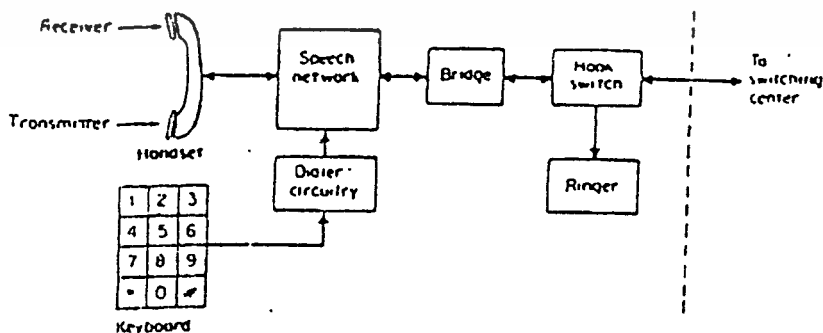 Receiver
Transmitter
Handset
Speech
network
Bridge
Hook
switch
To
switching
center
Dialer
circuitry
Ringer
1 2 3
4 5 6
7 8 9
* 0 #
Keyboard